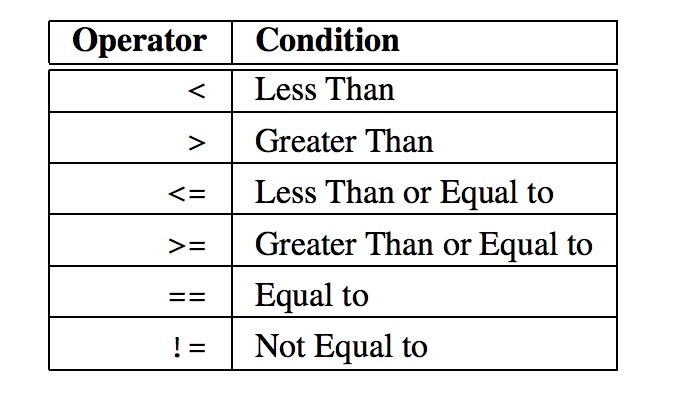 Operator Condition
< Less Than
> Greater Than
<= Less Than or Equal to
>= Greater Than or Equal to
== Equal to
!= Not Equal to